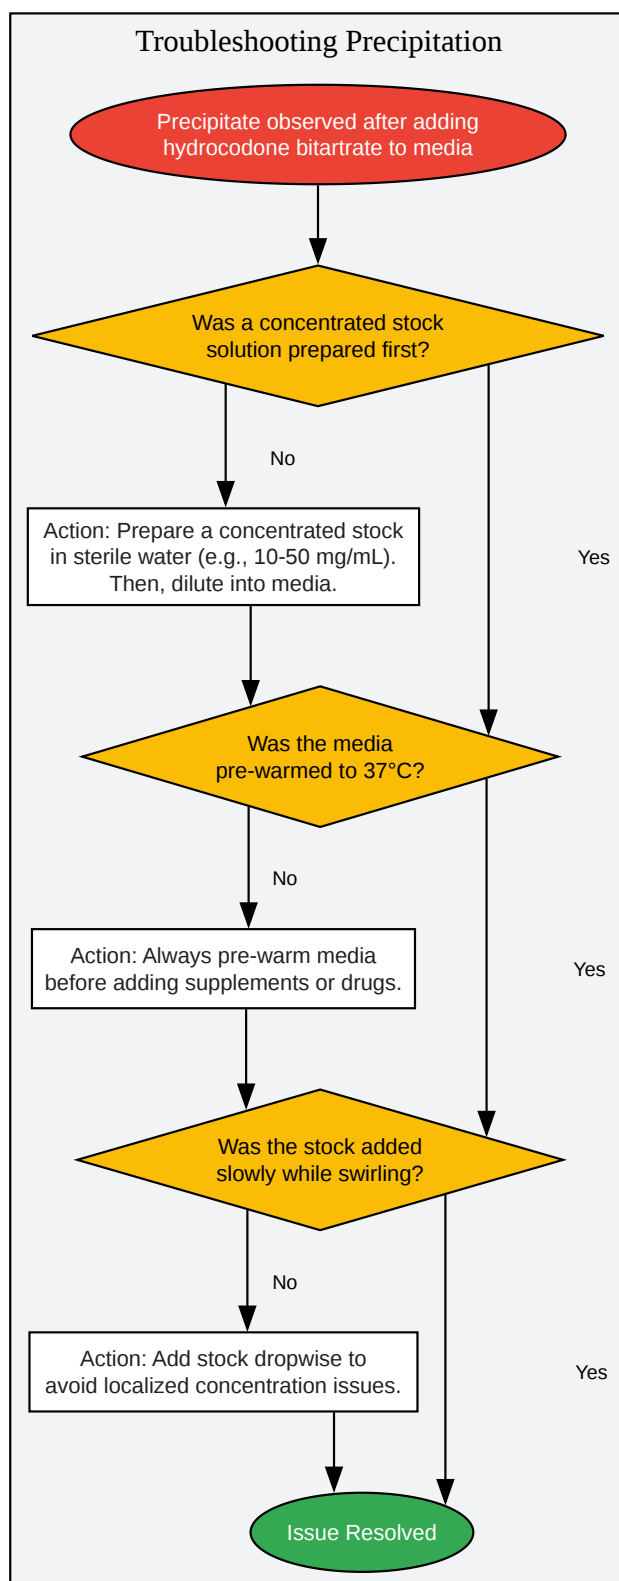 Troubleshooting Precipitation
Precipitate observed after adding
hydrocodone bitartrate to media
Was a concentrated stock
solution prepared first?
No
Action: Prepare a concentrated stock
in sterile water (e.g., 10-50 mg/mL).
Then, dilute into media.
Yes
Was the media
pre-warmed to 37°C?
No
Action: Always pre-warm media
before adding supplements or drugs.
Yes
Was the stock added
slowly while swirling?
No
Action: Add stock dropwise to
avoid localized concentration issues.
Yes
Issue Resolved